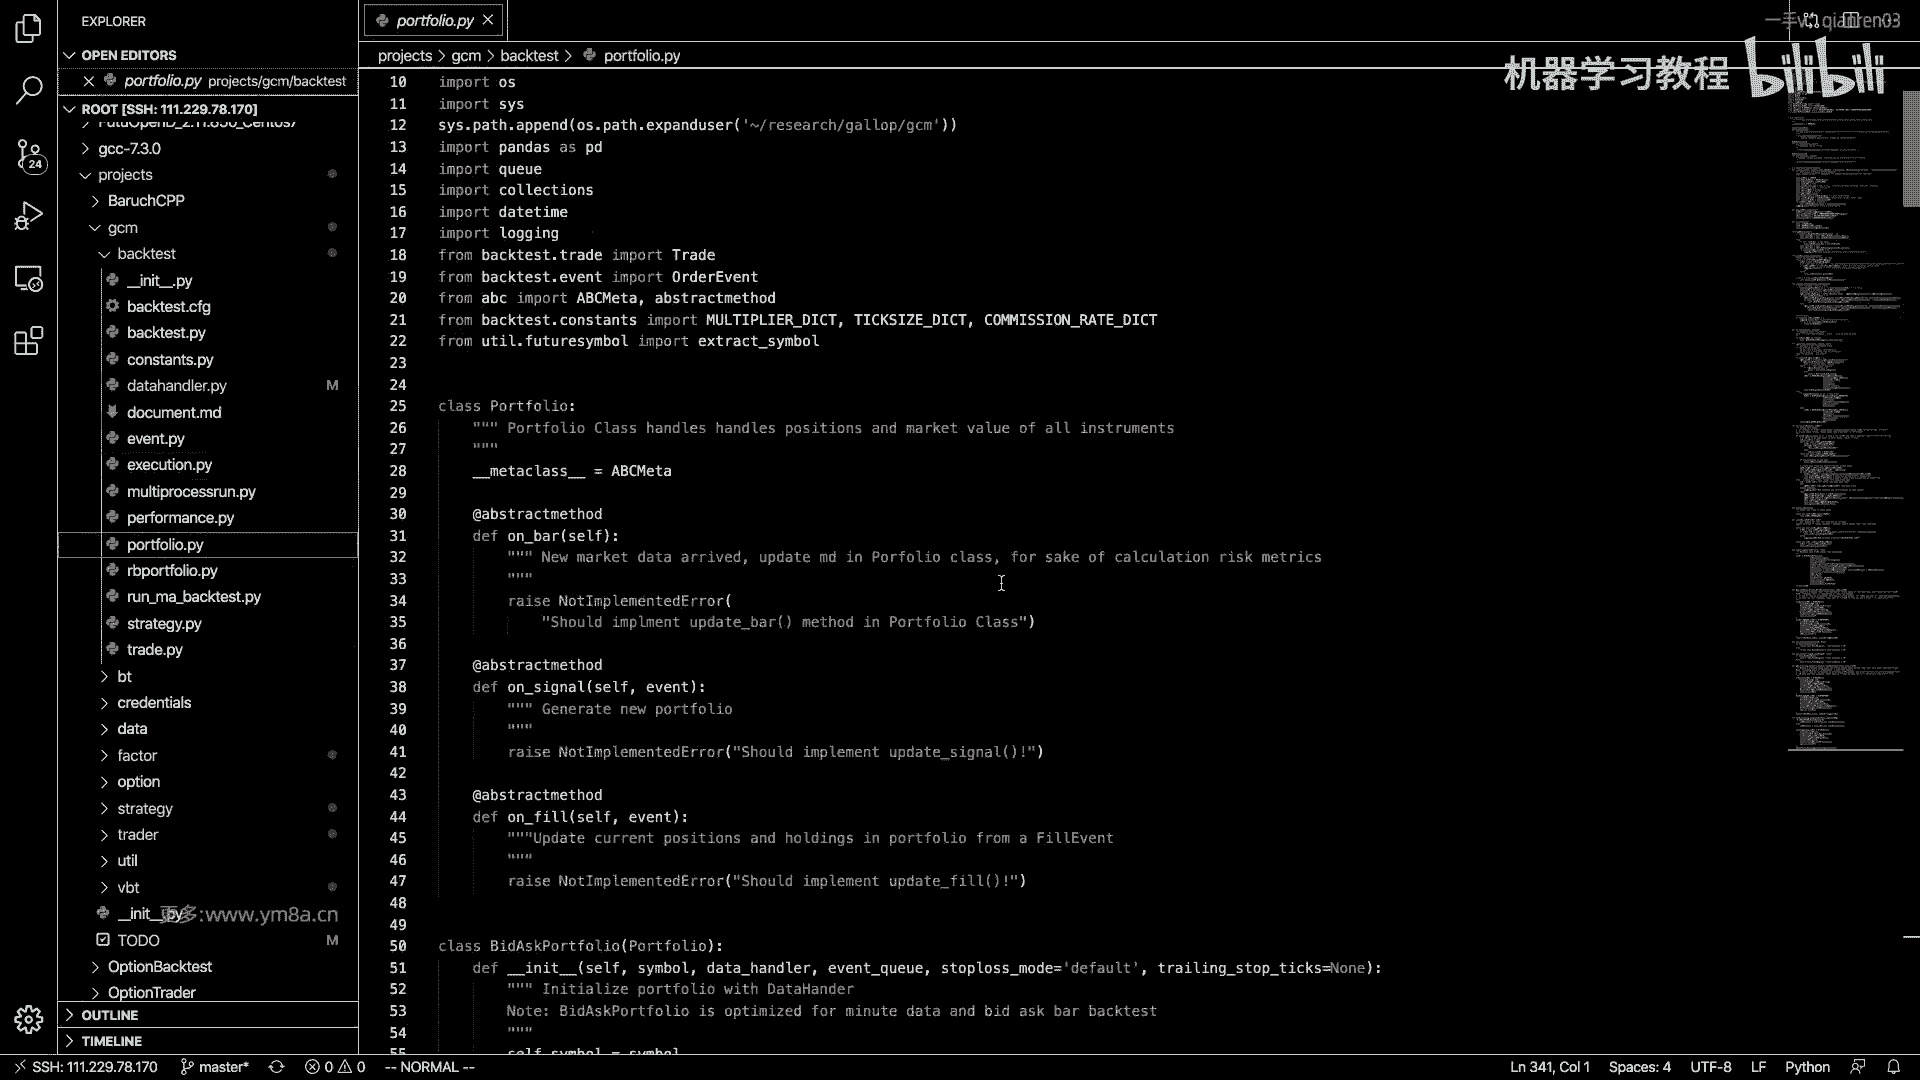 EXPLORER
OPEN EDITORS
portfolio.py projects/gcm/backtest
ROOT [SSH: 111.229.78.170]
gcc-7.3.0
projects
BaruchCPP
gcm
backtest
__init__.py
backtest.cfg
backtest.py
constants.py
datahandler.py M
document.md
event.py
execution.py
multiprocessrun.py
performance.py
portfolio.py
rbportfolio.py
run_ma_backtest.py
strategy.py
trade.py
bt
credentials
data
factor
option
strategy
trader
util
vbt
__init__.py
更多:www.ym8a.cn
TODO M
OptionBacktest
OptionTrader
OUTLINE
TIMELINE
24
portfolio.py
projects > gcm > backtest > portfolio.py
机器学习教程 bilibili
10 import os
11 import sys
12 sys.path.append(os.path.expanduser('~/research/gallop/gcm'))
13 import pandas as pd
14 import queue
15 import collections
16 import datetime
17 import logging
18 from backtest.trade import Trade
19 from backtest.event import OrderEvent
20 from abc import ABCMeta, abstractmethod
21 from backtest.constants import MULTIPLIER_DICT, TICKSIZE_DICT, COMMISSION_RATE_DICT
22 from util.futuresymbol import extract_symbol
23
24
25 class Portfolio:
26 """ Portfolio Class handles handles positions and market value of all instruments
27 """
28 __metaclass__ = ABCMeta
29
30 @abstractmethod
31 def on_bar(self):
32 """ New market data arrived, update md in Porfolio class, for sake of calculation risk metrics
33 """
34 raise NotImplementedError(
35 "Should implment update_bar() method in Portfolio Class")
36
37 @abstractmethod
38 def on_signal(self, event):
39 """ Generate new portfolio
40 """
41 raise NotImplementedError("Should implement update_signal()!")
42
43 @abstractmethod
44 def on_fill(self, event):
45 """Update current positions and holdings in portfolio from a FillEvent
46 """
47 raise NotImplementedError("Should implement update_fill()!")
48
49
50 class BidAskPortfolio(Portfolio):
51 def __init__(self, symbol, data_handler, event_queue, stoploss_mode='default', trailing_stop_ticks=None):
52 """ Initialize portfolio with DataHander
53 Note: BidAskPortfolio is optimized for minute data and bid ask bar backtest
54 """
55 self.symbol = symbol
SSH: 111.229.78.170 master* 0 0 -- NORMAL --
Ln 341, Col 1 Spaces: 4 UTF-8 LF Python